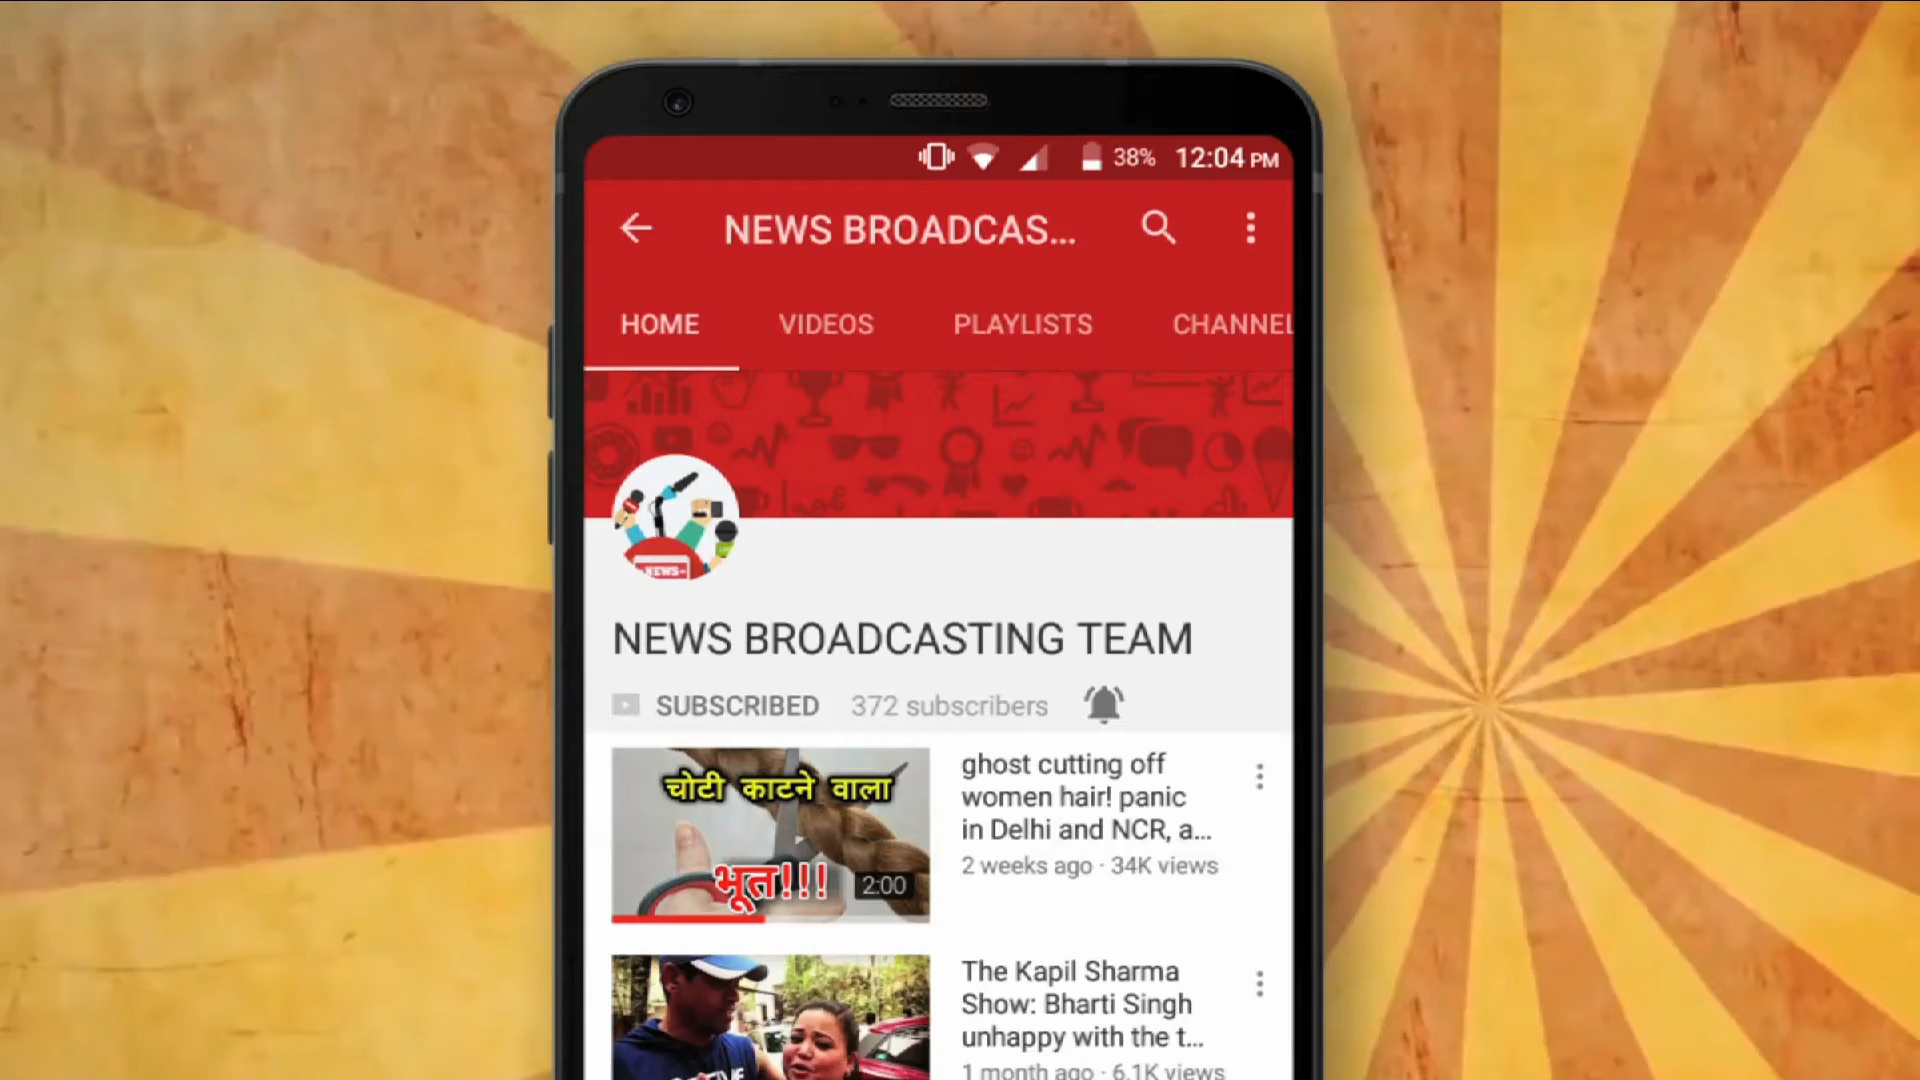 38% 12:04 PM
NEWS BROADCAS...
HOME VIDEOS PLAYLISTS CHANNEL
NEWS
NEWS BROADCASTING TEAM
SUBSCRIBED 372 subscribers
चोटी काटने वाला
भूत!!!
2:00
ghost cutting off
women hair! panic
in Delhi and NCR, a...
2 weeks ago · 34K views
The Kapil Sharma
Show: Bharti Singh
unhappy with the t...
1 month ago · 6.1K views